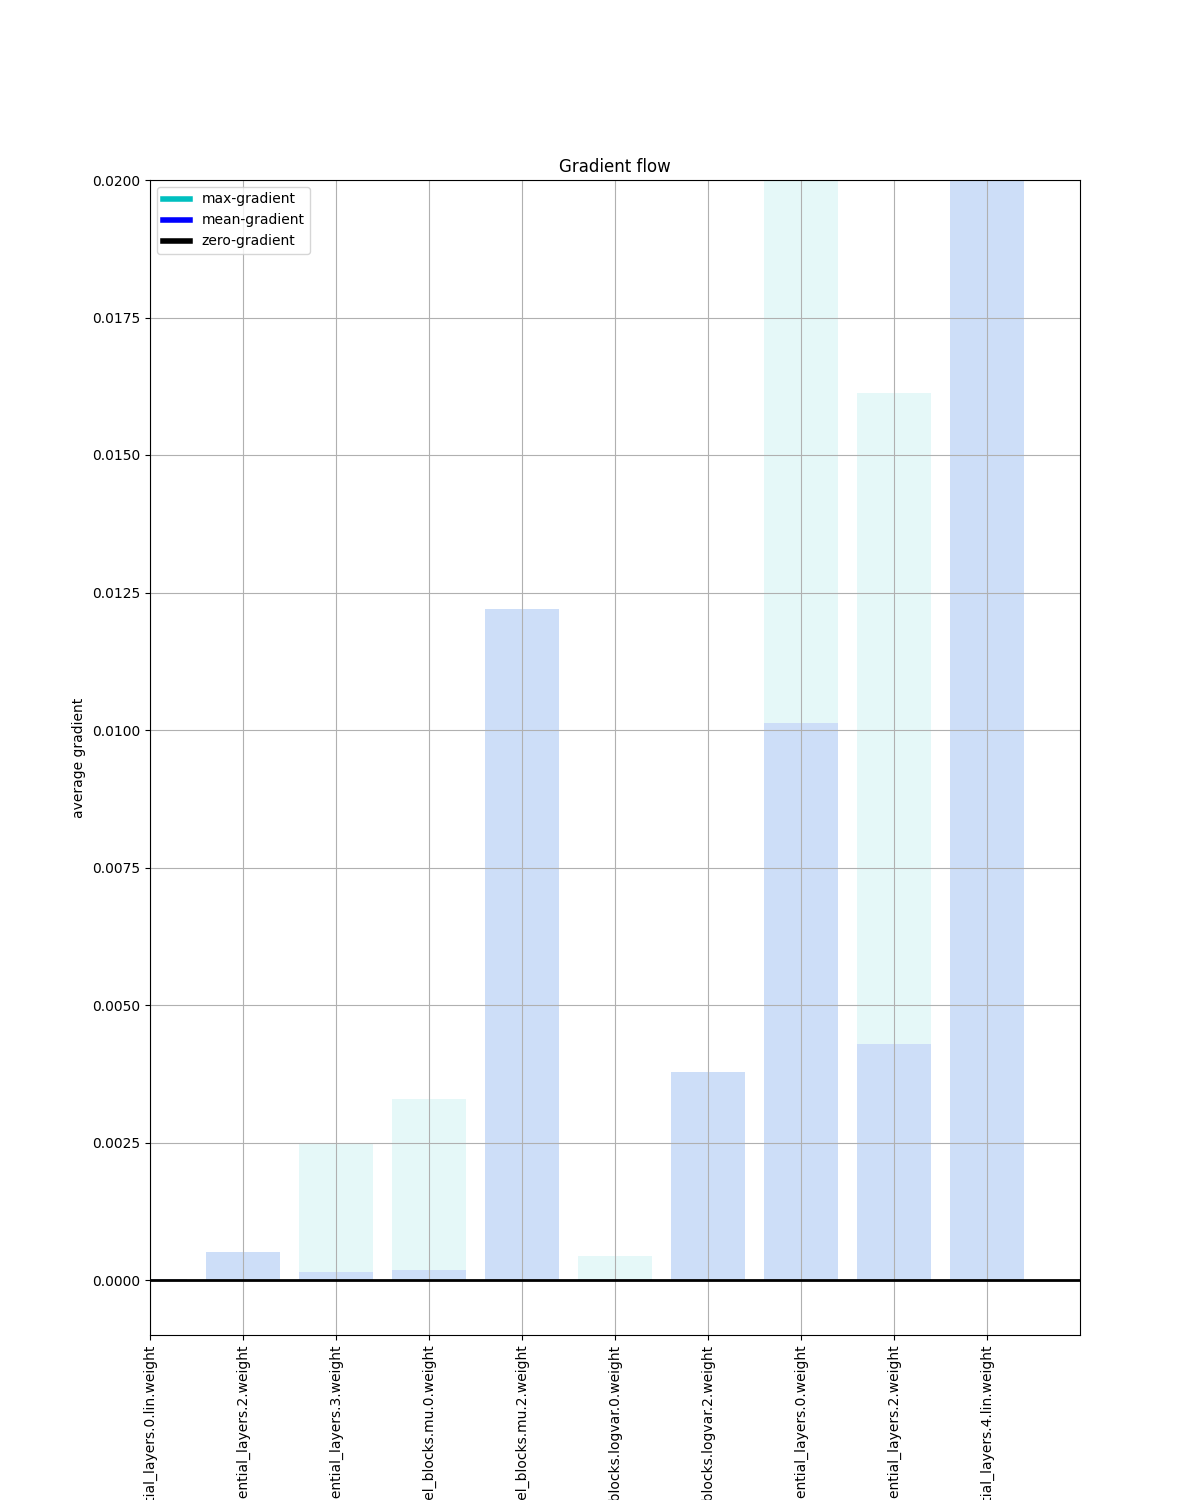 Gradient flow
max-gradient
mean-gradient
zero-gradient
0.0200
0.0175
0.0150
0.0125
0.0100
0.0075
0.0050
0.0025
0.0000
average gradient
tial_layers.0.lin.weight
ential_layers.2.weight
ential_layers.3.weight
el_blocks.mu.0.weight
el_blocks.mu.2.weight
blocks.logvar.0.weight
blocks.logvar.2.weight
ential_layers.0.weight
ential_layers.2.weight
tial_layers.4.lin.weight